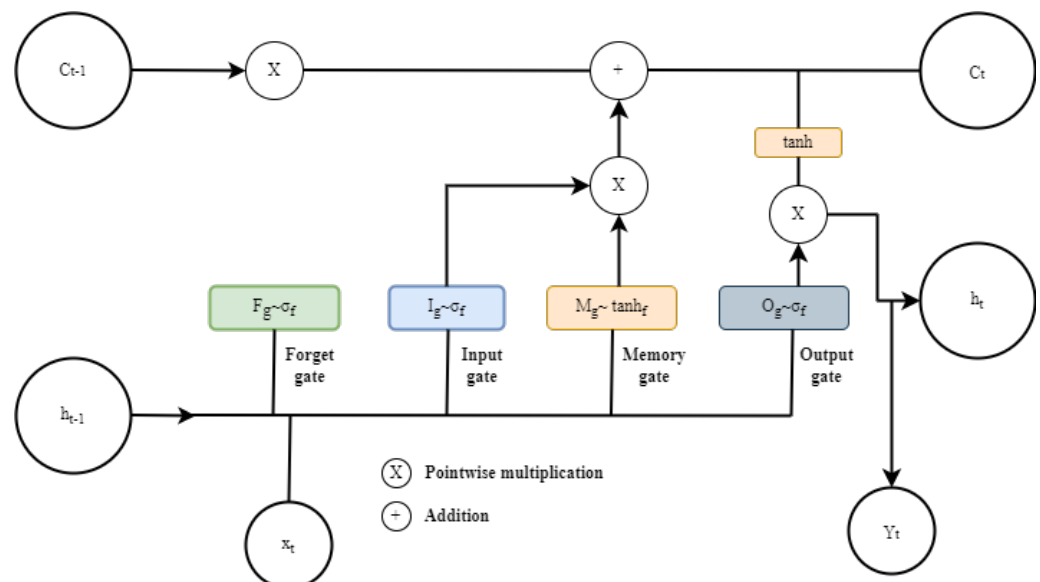 Ct-1
X
+
Ct
tanh
X
X
Fg~σf
Ig~σf
Mg~ tanhf
Og~σf
ht
Forget
gate
Input
gate
Memory
gate
Output
gate
ht-1
X Pointwise multiplication
+ Addition
xt
Yt